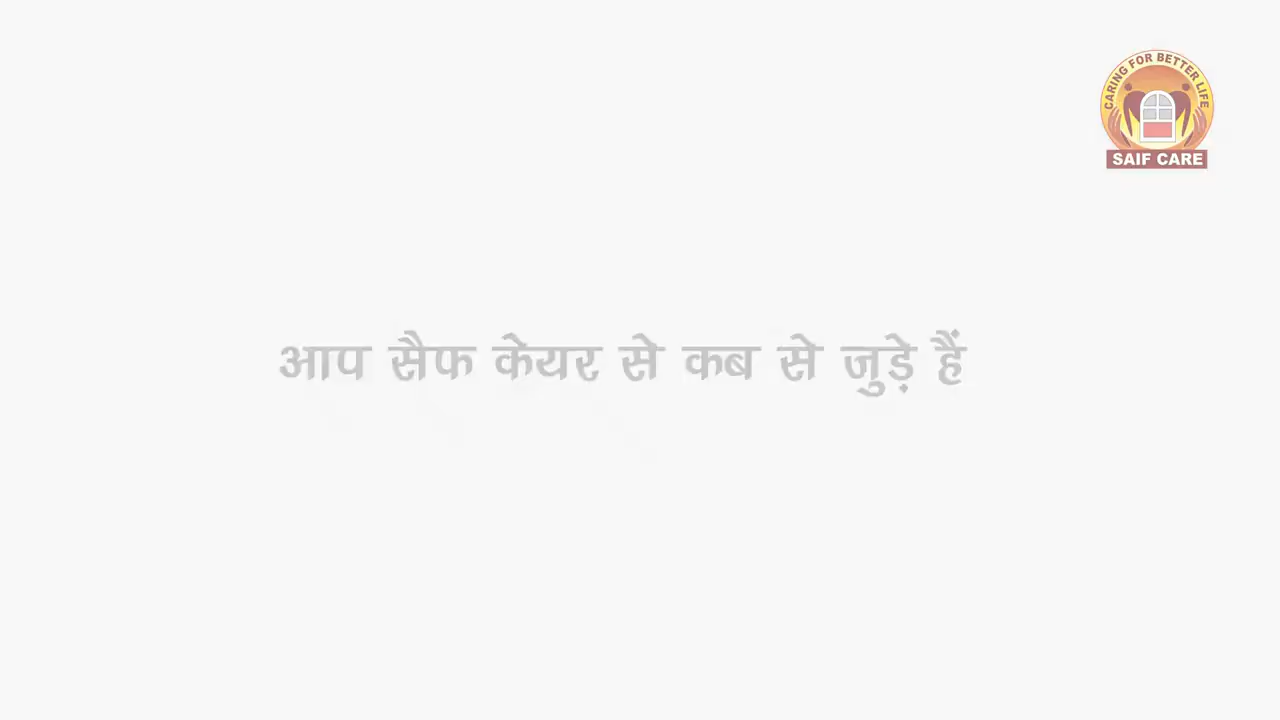 CARING FOR BETTER LIFE
SAIF CARE
आप सैफ केयर से कब से जुड़े हैं